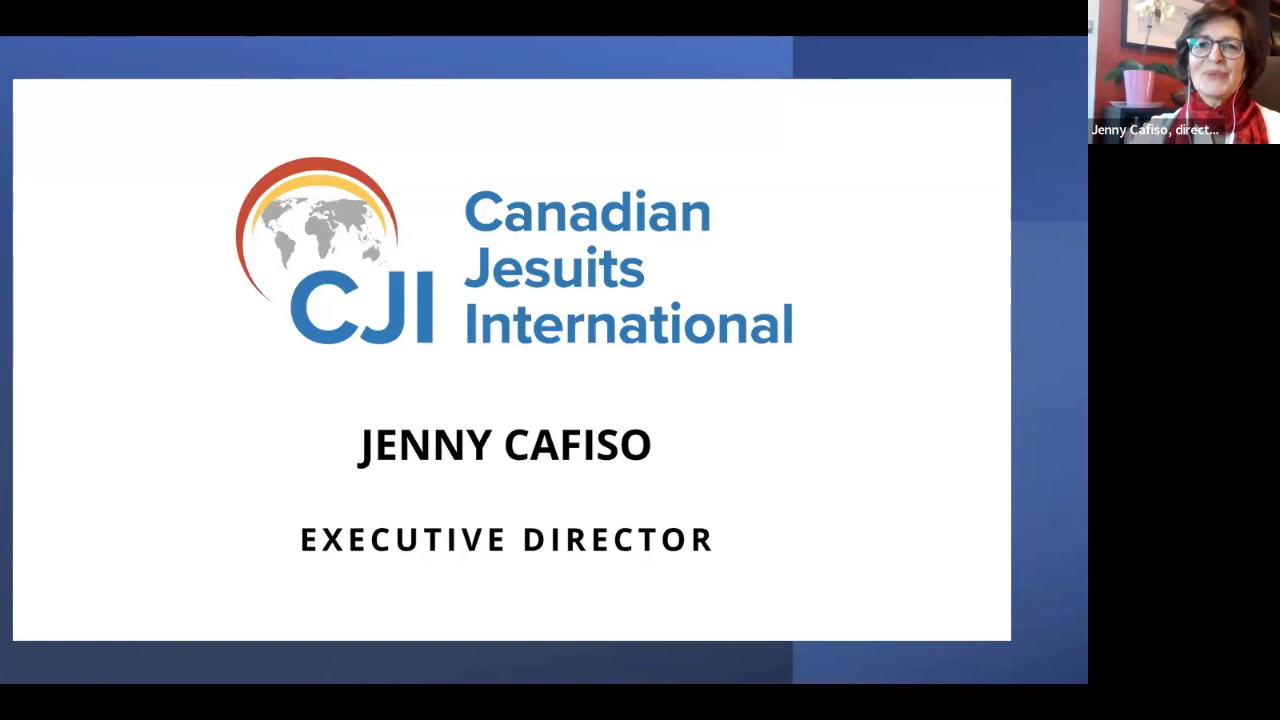 Canadian
Jesuits
International
CJI
JENNY CAFISO
EXECUTIVE DIRECTOR
Jenny Cafiso, direct...